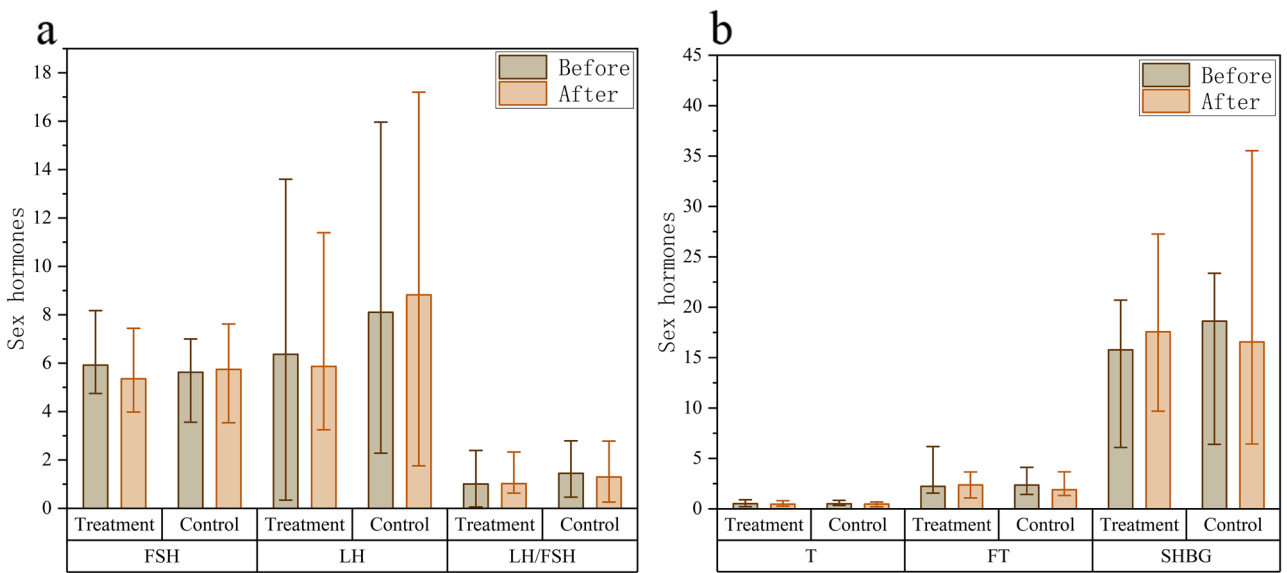 a
Sex hormones
18
16
14
12
10
8
6
4
2
0
Before
After
Treatment Control Treatment Control Treatment Control
FSH LH LH/FSH
b
Sex hormones
45
40
35
30
25
20
15
10
5
0
Before
After
Treatment Control Treatment Control Treatment Control
T FT SHBG